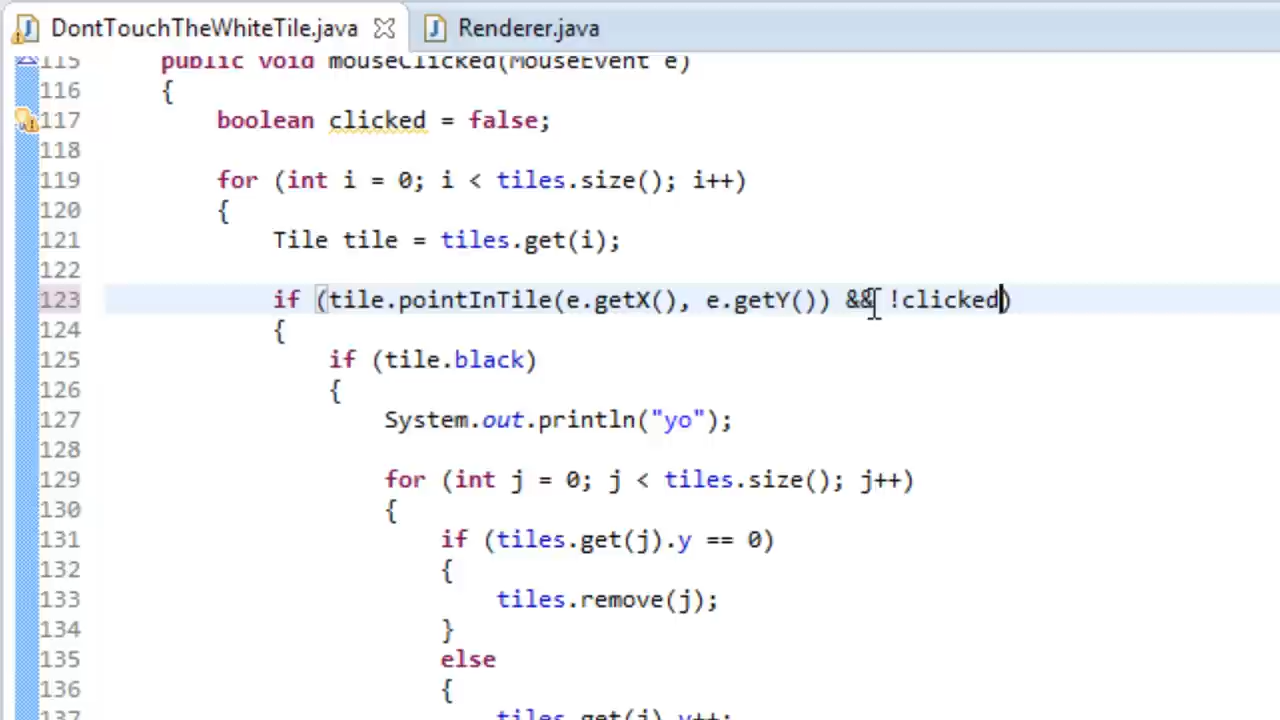 DontTouchTheWhiteTile.java Renderer.java
115 public void mouseClicked(MouseEvent e)
116 {
117 boolean clicked = false;
118
119 for (int i = 0; i < tiles.size(); i++)
120 {
121 Tile tile = tiles.get(i);
122
123 if (tile.pointInTile(e.getX(), e.getY()) && !clicked)
124 {
125 if (tile.black)
126 {
127 System.out.println("yo");
128
129 for (int j = 0; j < tiles.size(); j++)
130 {
131 if (tiles.get(j).y == 0)
132 {
133 tiles.remove(j);
134 }
135 else
136 {
137 tiles.get(j).y++;